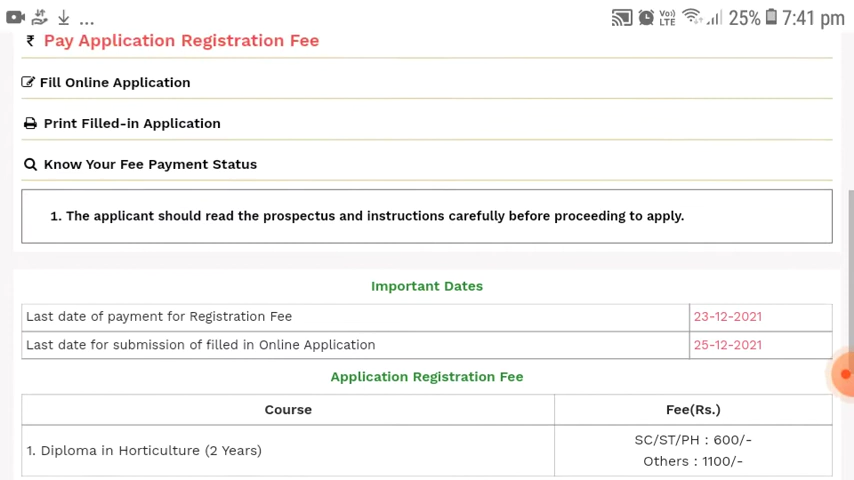 ... Vo) LTE 25% 7:41 pm
₹ Pay Application Registration Fee
Fill Online Application
Print Filled-in Application
Know Your Fee Payment Status
1. The applicant should read the prospectus and instructions carefully before proceeding to apply.
Important Dates
Last date of payment for Registration Fee 23-12-2021
Last date for submission of filled in Online Application 25-12-2021
Application Registration Fee
Course Fee(Rs.)
1. Diploma in Horticulture (2 Years) SC/ST/PH : 600/-
Others : 1100/-